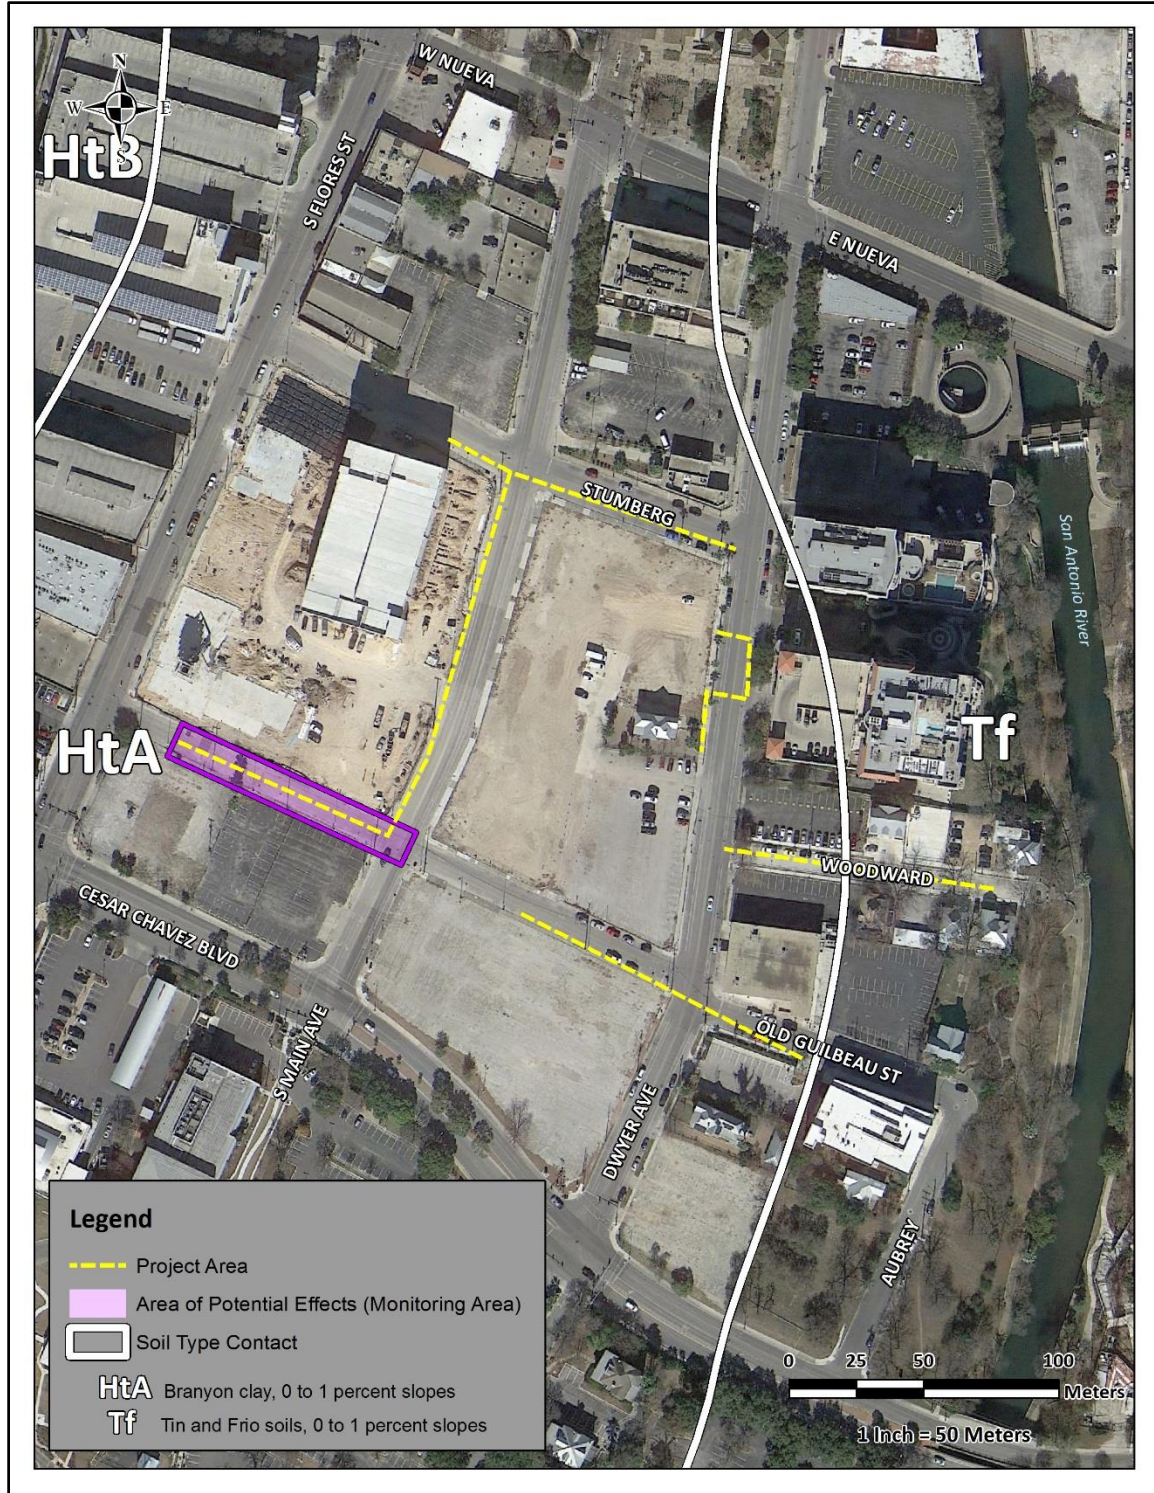 W NUEVA
N
W E
S
HtB
S FLORES ST
E NUEVA
STUMBERG
San Antonio River
HtA
Tf
WOODWARD
CESAR CHAVEZ BLVD
S MAIN AVE
OLD GUILBEAU ST
DWYER AVE
AUBREY
Legend
Project Area
Area of Potential Effects (Monitoring Area)
Soil Type Contact
HtA Branyon clay, 0 to 1 percent slopes
Tf Tin and Frio soils, 0 to 1 percent slopes
0 25 50 100
Meters
1 Inch = 50 Meters